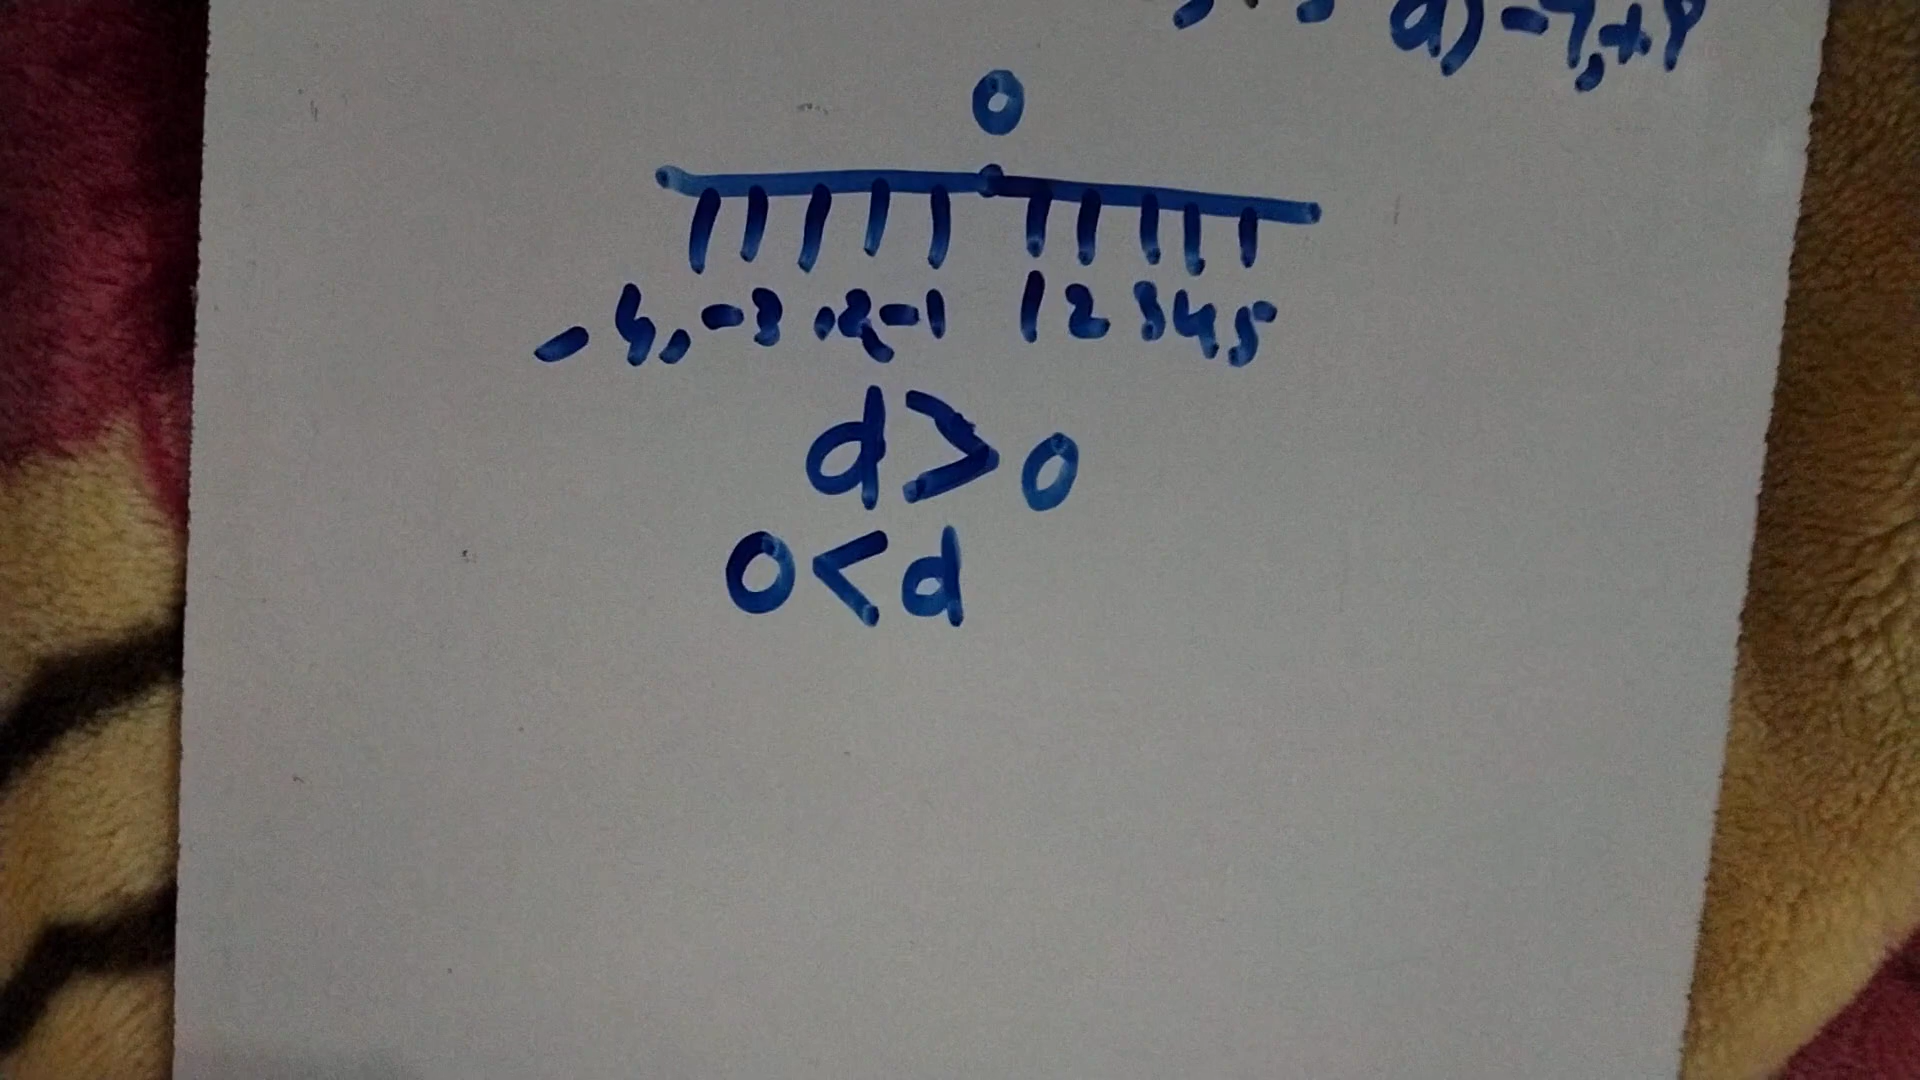 d) -7, +8
0
-4, -3 -2, -1 1 2 3 4 5
d > 0
0 < d